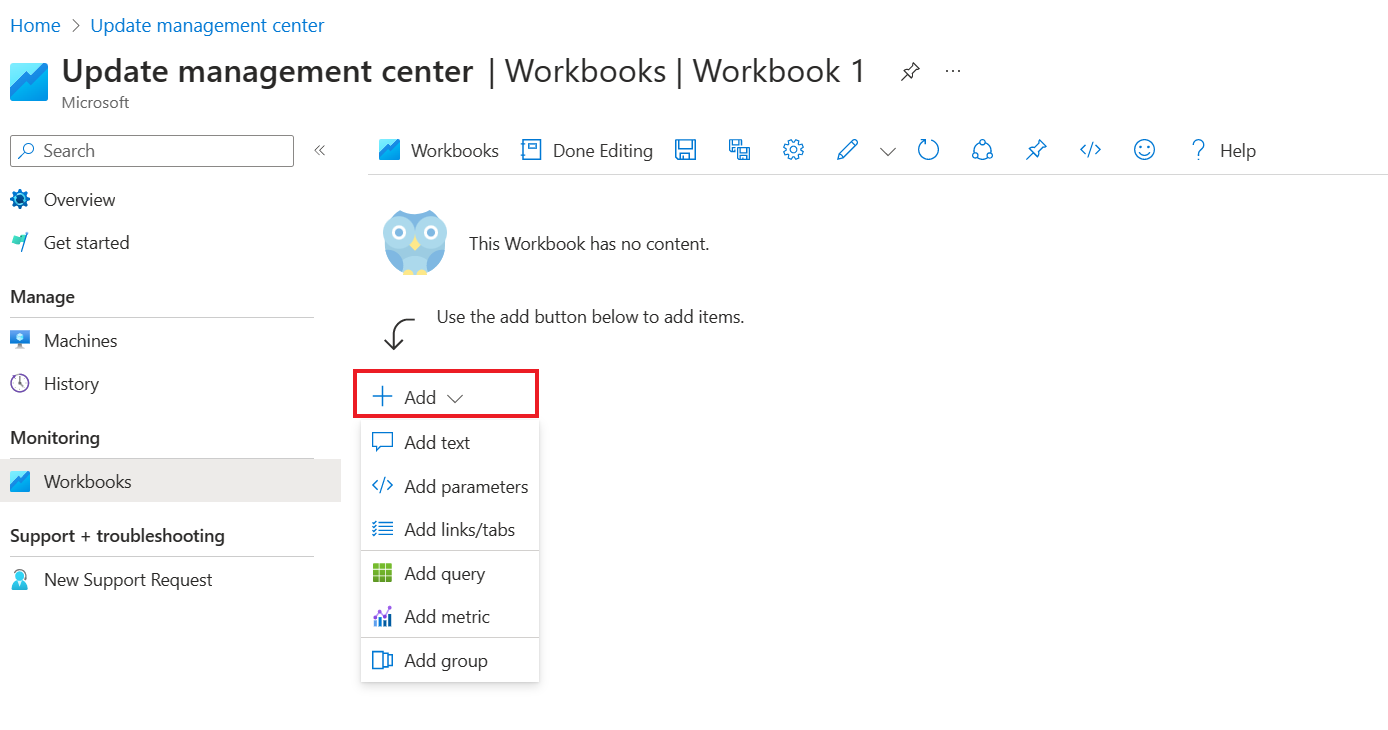 Home > Update management center
Update management center | Workbooks | Workbook 1
Microsoft
Search
Workbooks Done Editing Help
Overview
Get started
Manage
Machines
History
Monitoring
Workbooks
Support + troubleshooting
New Support Request
This Workbook has no content.
Use the add button below to add items.
Add
Add text
Add parameters
Add links/tabs
Add query
Add metric
Add group